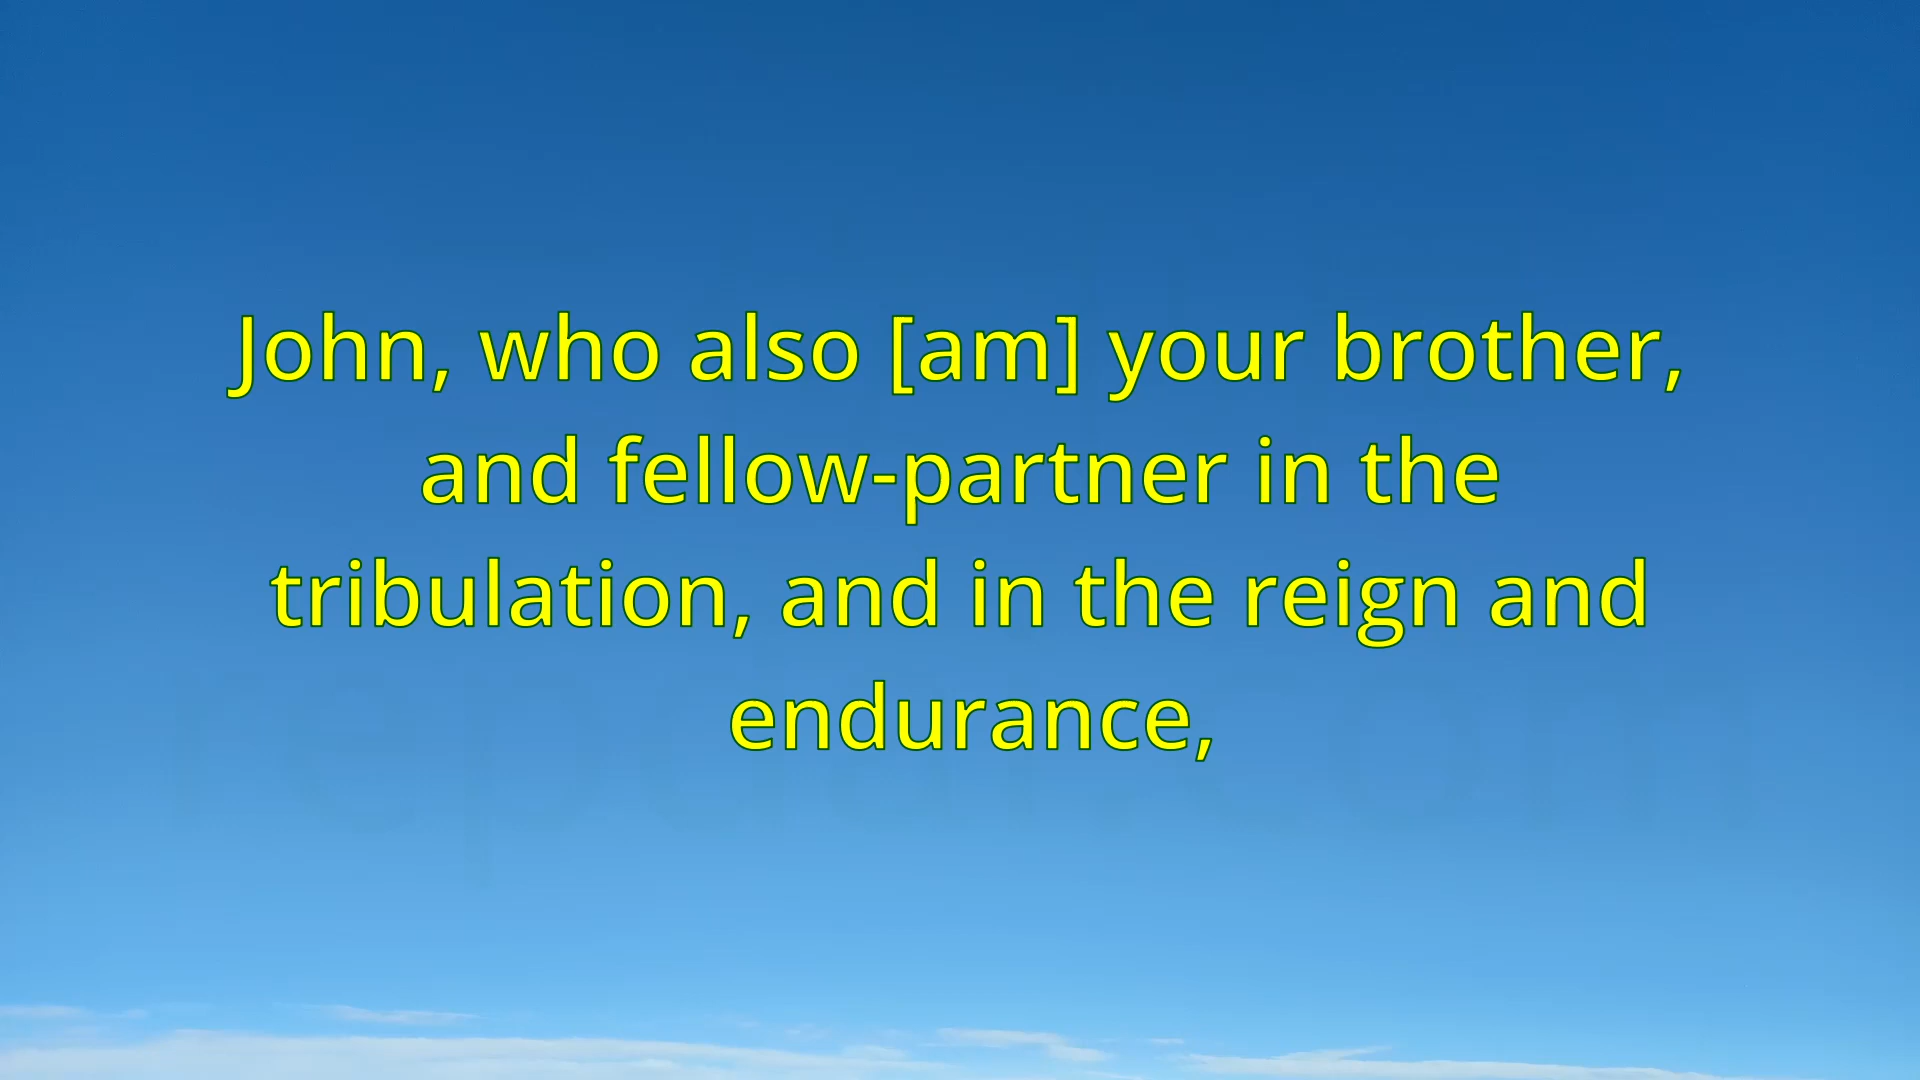 John, who also [am] your brother,
and fellow-partner in the
tribulation, and in the reign and
endurance,